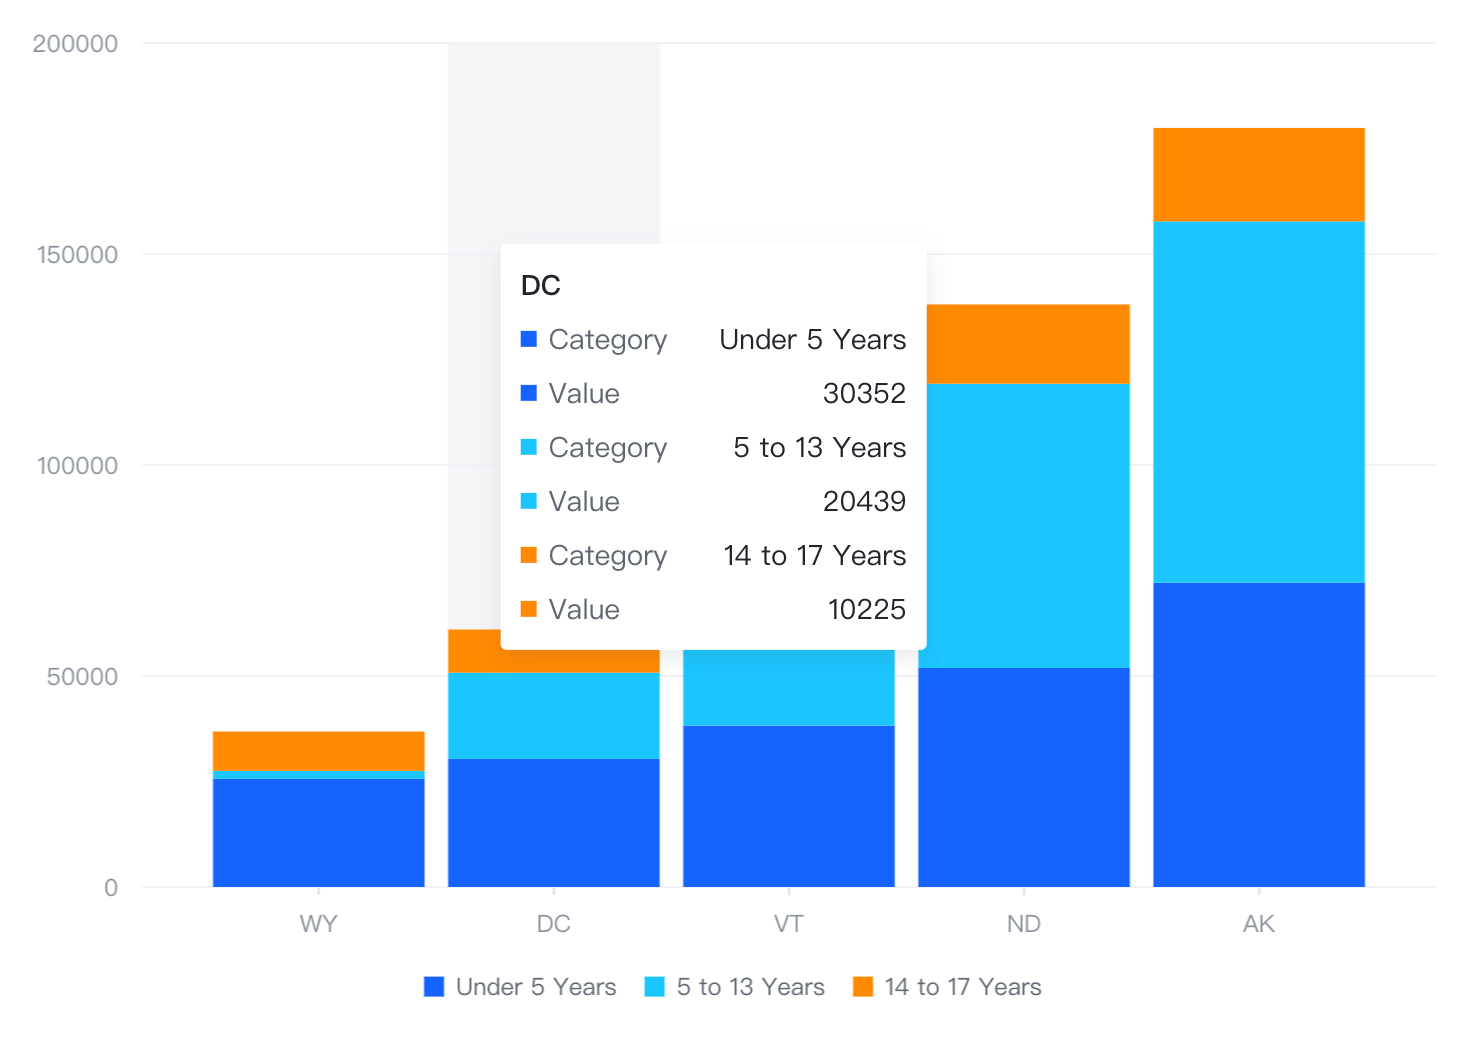 200000
150000
100000
50000
0
DC
Category Under 5 Years
Value 30352
Category 5 to 13 Years
Value 20439
Category 14 to 17 Years
Value 10225
WY DC VT ND AK
Under 5 Years 5 to 13 Years 14 to 17 Years